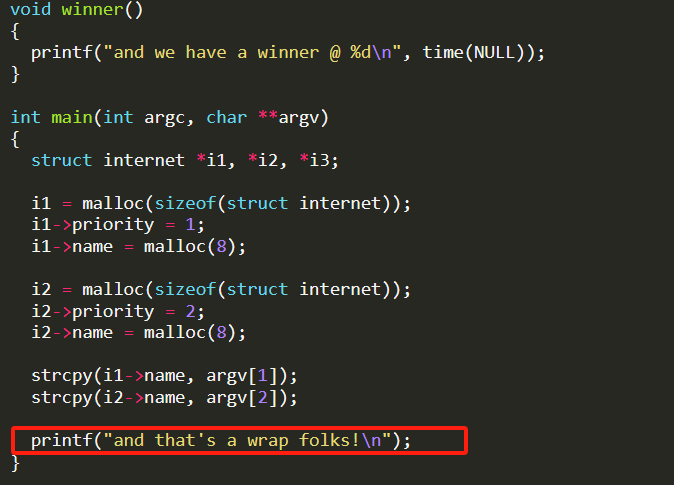 void winner()
{
  printf("and we have a winner @ %d\n", time(NULL));
}

int main(int argc, char **argv)
{
  struct internet *i1, *i2, *i3;

  i1 = malloc(sizeof(struct internet));
  i1->priority = 1;
  i1->name = malloc(8);

  i2 = malloc(sizeof(struct internet));
  i2->priority = 2;
  i2->name = malloc(8);

  strcpy(i1->name, argv[1]);
  strcpy(i2->name, argv[2]);

  printf("and that's a wrap folks!\n");
}